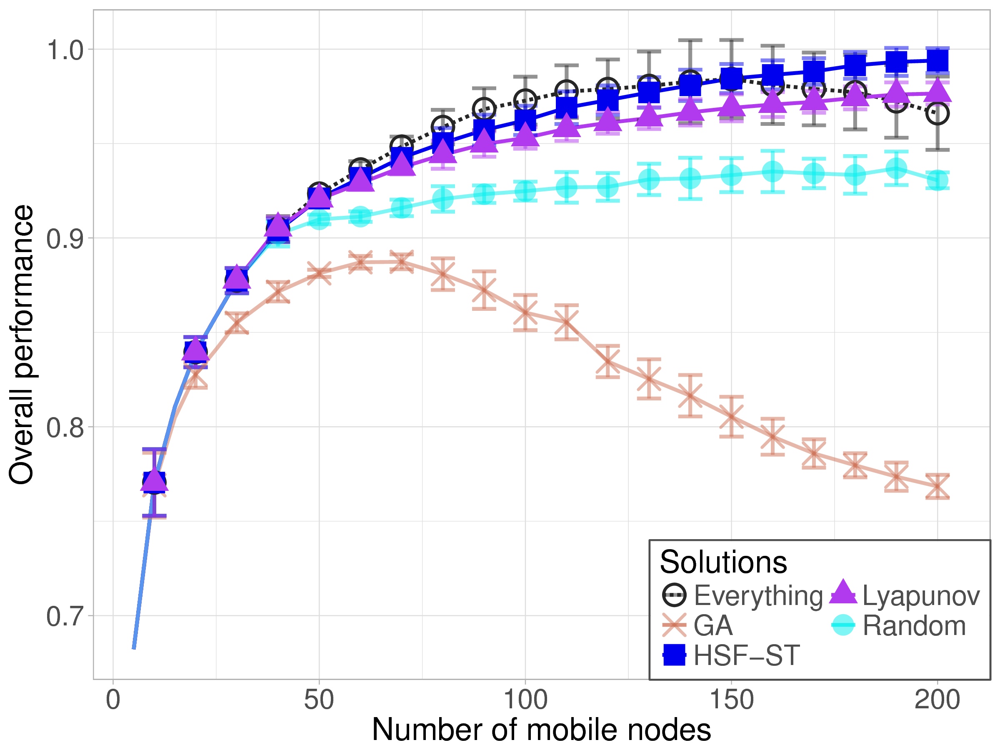 Overall performance
1.0
0.9
0.8
0.7
0 50 100 150 200
Number of mobile nodes
Solutions
Everything Lyapunov
GA Random
HSF−ST